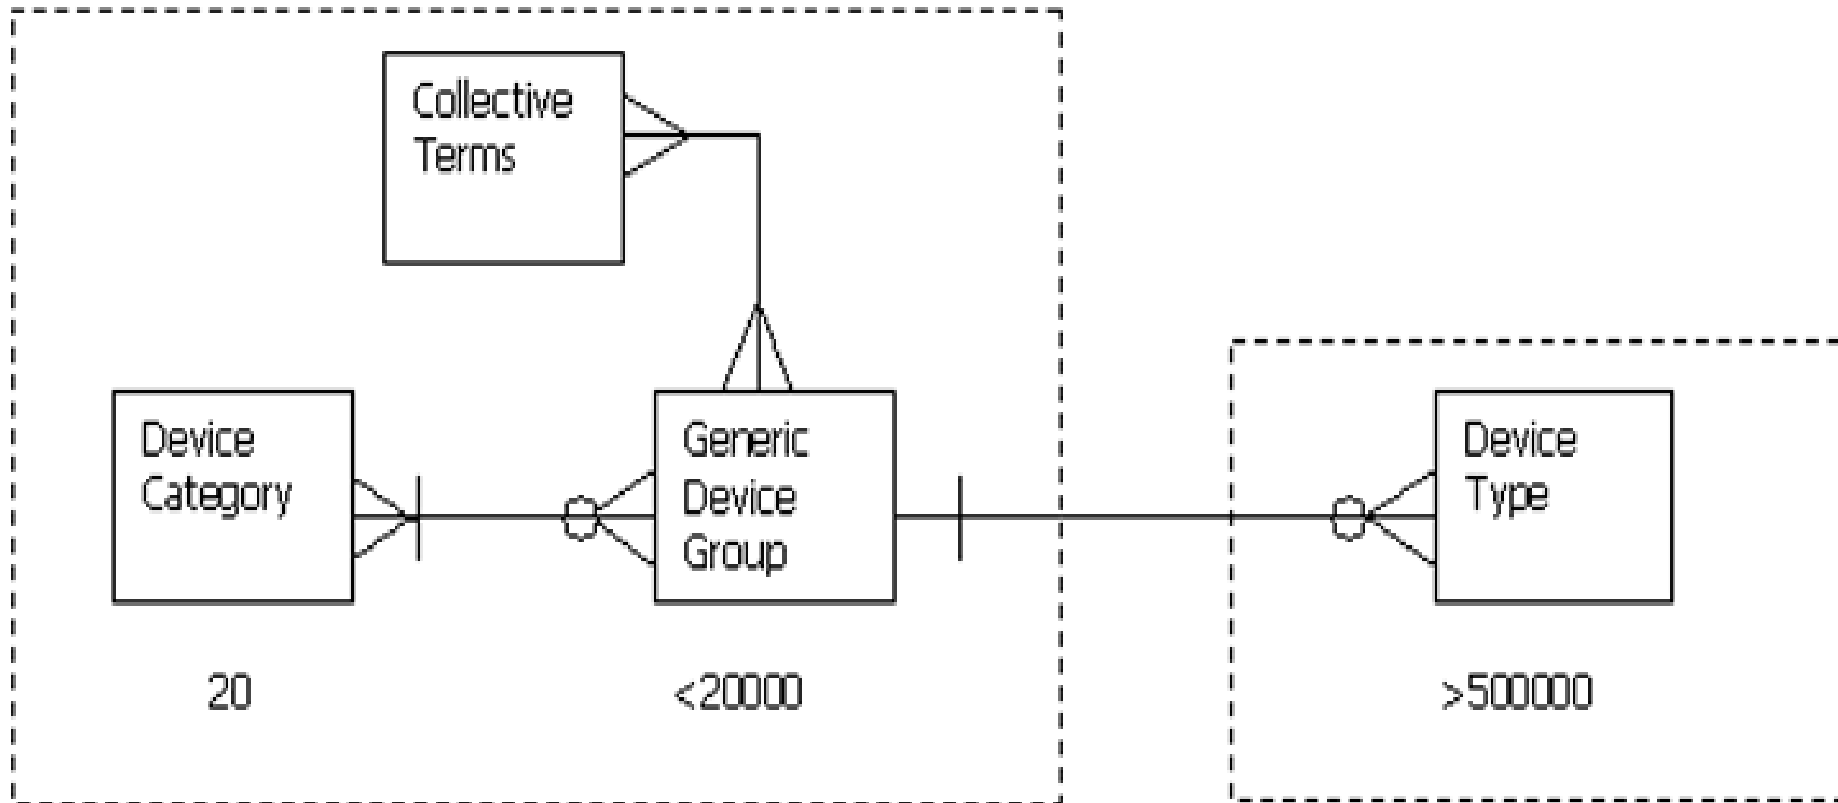 Collective
Terms
Device
Category
Generic
Device
Group
Device
Type
20
<20000
>500000